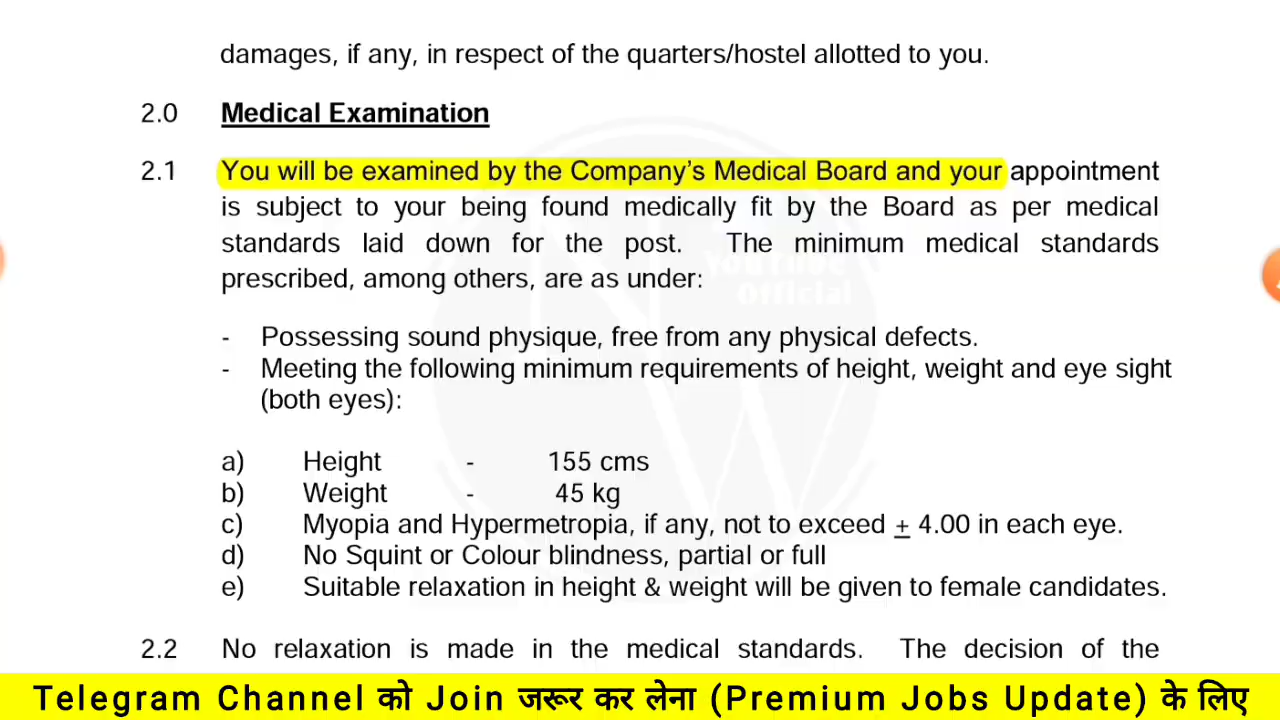 damages, if any, in respect of the quarters/hostel allotted to you.
2.0 Medical Examination
2.1 You will be examined by the Company's Medical Board and your appointment
is subject to your being found medically fit by the Board as per medical
standards laid down for the post. The minimum medical standards
prescribed, among others, are as under:
- Possessing sound physique, free from any physical defects.
- Meeting the following minimum requirements of height, weight and eye sight
(both eyes):
a) Height - 155 cms
b) Weight - 45 kg
c) Myopia and Hypermetropia, if any, not to exceed ± 4.00 in each eye.
d) No Squint or Colour blindness, partial or full
e) Suitable relaxation in height & weight will be given to female candidates.
2.2 No relaxation is made in the medical standards. The decision of the
YouTube
Official
Telegram Channel को Join जरूर कर लेना (Premium Jobs Update) के लिए